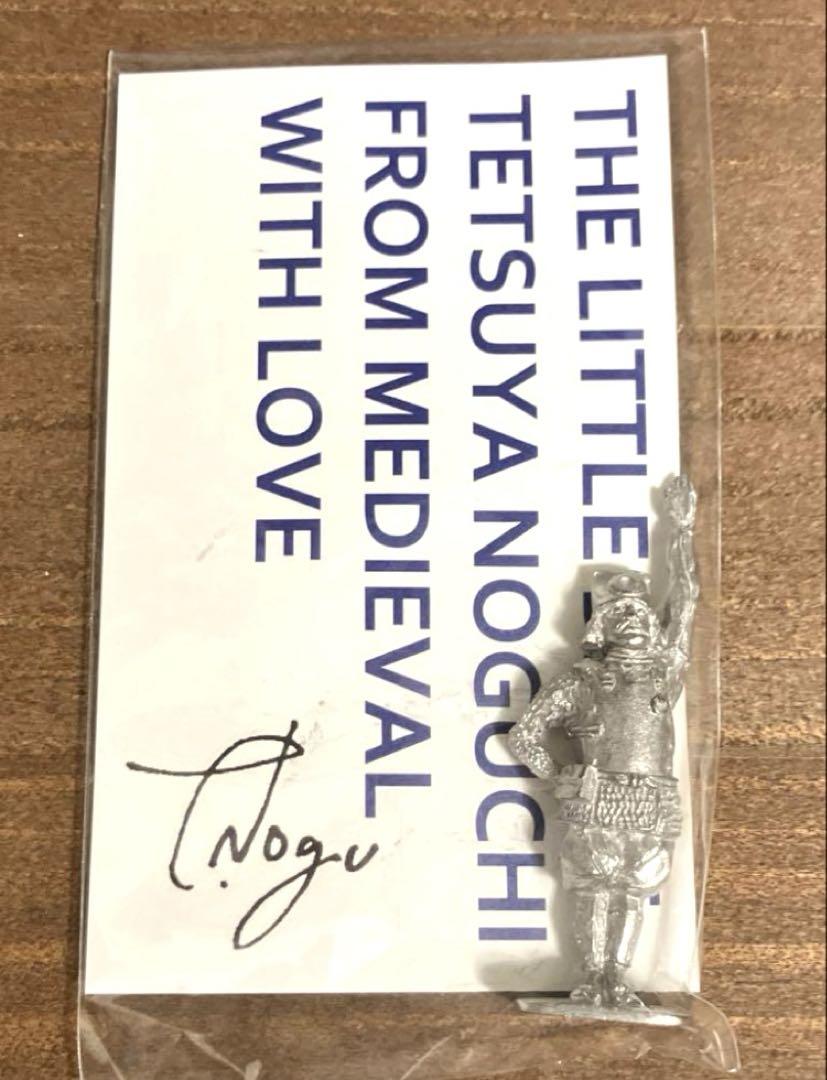 THE LITTLE
TETSUYA NOGUCHI
FROM MEDIEVAL
WITH LOVE
T.Nogu